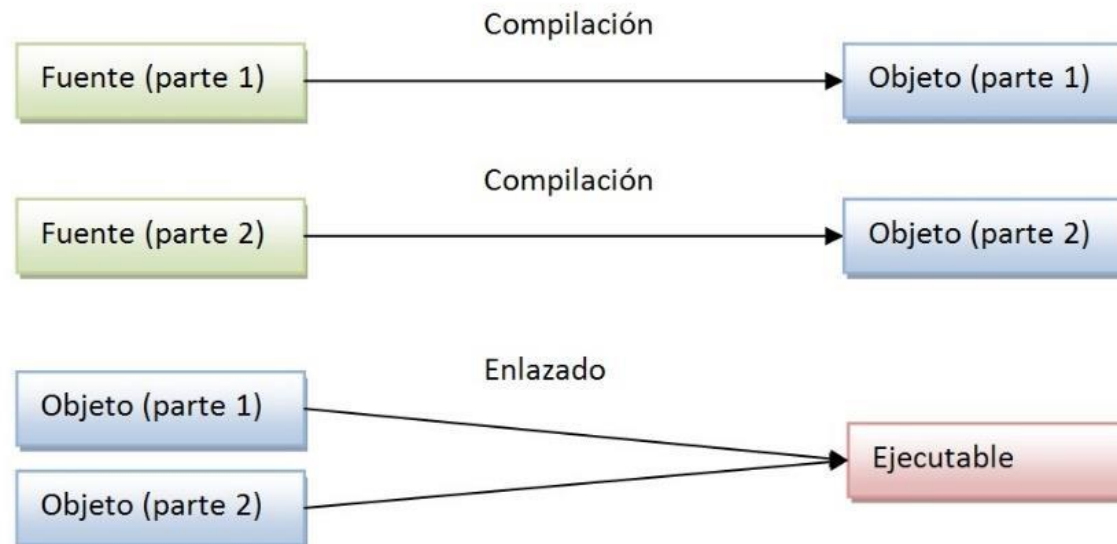 Compilación
Fuente (parte 1)
Objeto (parte 1)
Compilación
Fuente (parte 2)
Objeto (parte 2)
Enlazado
Objeto (parte 1)
Ejecutable
Objeto (parte 2)